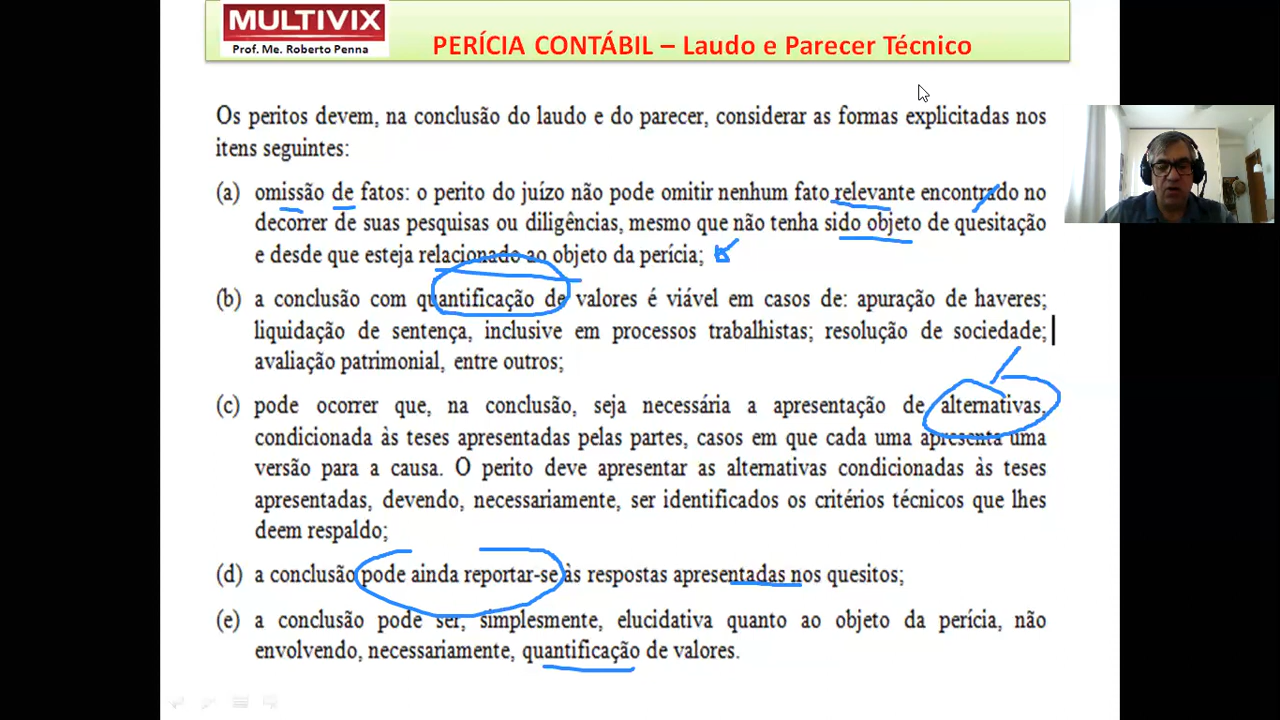 MULTIVIX
Prof. Me. Roberto Penna
PERÍCIA CONTÁBIL – Laudo e Parecer Técnico
Os peritos devem, na conclusão do laudo e do parecer, considerar as formas explicitadas nos
itens seguintes:
(a) omissão de fatos: o perito do juízo não pode omitir nenhum fato relevante encontrado no
decorrer de suas pesquisas ou diligências, mesmo que não tenha sido objeto de quesitação
e desde que esteja relacionado ao objeto da perícia;
(b) a conclusão com quantificação de valores é viável em casos de: apuração de haveres;
liquidação de sentença, inclusive em processos trabalhistas; resolução de sociedade;
avaliação patrimonial, entre outros;
(c) pode ocorrer que, na conclusão, seja necessária a apresentação de alternativas,
condicionada às teses apresentadas pelas partes, casos em que cada uma apresenta uma
versão para a causa. O perito deve apresentar as alternativas condicionadas às teses
apresentadas, devendo, necessariamente, ser identificados os critérios técnicos que lhes
deem respaldo;
(d) a conclusão pode ainda reportar-se às respostas apresentadas nos quesitos;
(e) a conclusão pode ser, simplesmente, elucidativa quanto ao objeto da perícia, não
envolvendo, necessariamente, quantificação de valores.